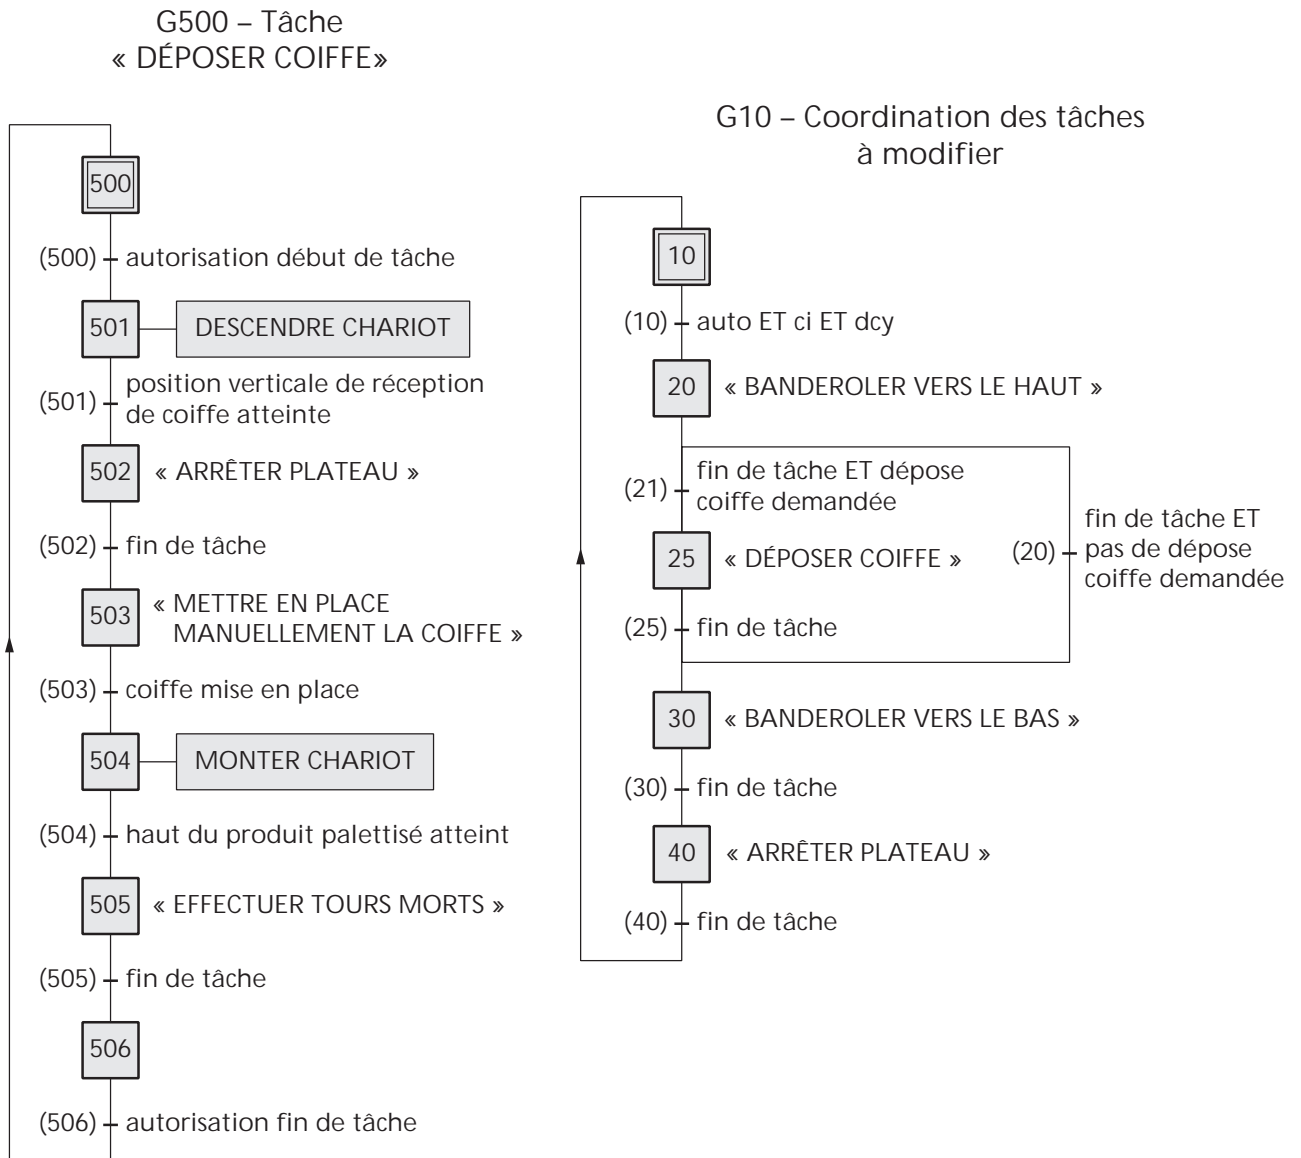 G500 – Tâche
« DÉPOSER COIFFE»
500
(500) autorisation début de tâche
501 DESCENDRE CHARIOT
position verticale de réception
(501) de coiffe atteinte
502 « ARRÊTER PLATEAU »
(502) fin de tâche
503 « METTRE EN PLACE
MANUELLEMENT LA COIFFE »
(503) coiffe mise en place
504 MONTER CHARIOT
(504) haut du produit palettisé atteint
505 « EFFECTUER TOURS MORTS »
(505) fin de tâche
506
(506) autorisation fin de tâche
G10 – Coordination des tâches
à modifier
10
(10) auto ET ci ET dcy
20 « BANDEROLER VERS LE HAUT »
(21) fin de tâche ET dépose
coiffe demandée
25 « DÉPOSER COIFFE »
(25) fin de tâche
fin de tâche ET
(20) pas de dépose
coiffe demandée
30 « BANDEROLER VERS LE BAS »
(30) fin de tâche
40 « ARRÊTER PLATEAU »
(40) fin de tâche